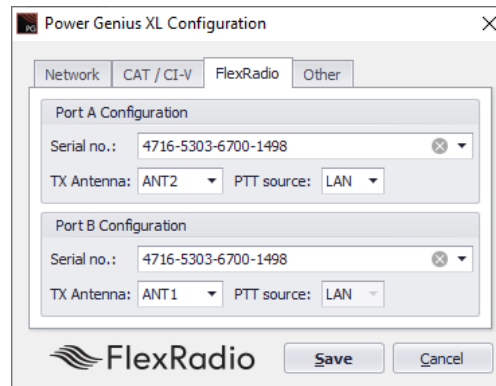 PG
Power Genius XL Configuration
Network CAT / CI-V FlexRadio Other
Port A Configuration
Serial no.: 4716-5303-6700-1498
TX Antenna: ANT2 PTT source: LAN
Port B Configuration
Serial no.: 4716-5303-6700-1498
TX Antenna: ANT1 PTT source: LAN
FlexRadio Save Cancel